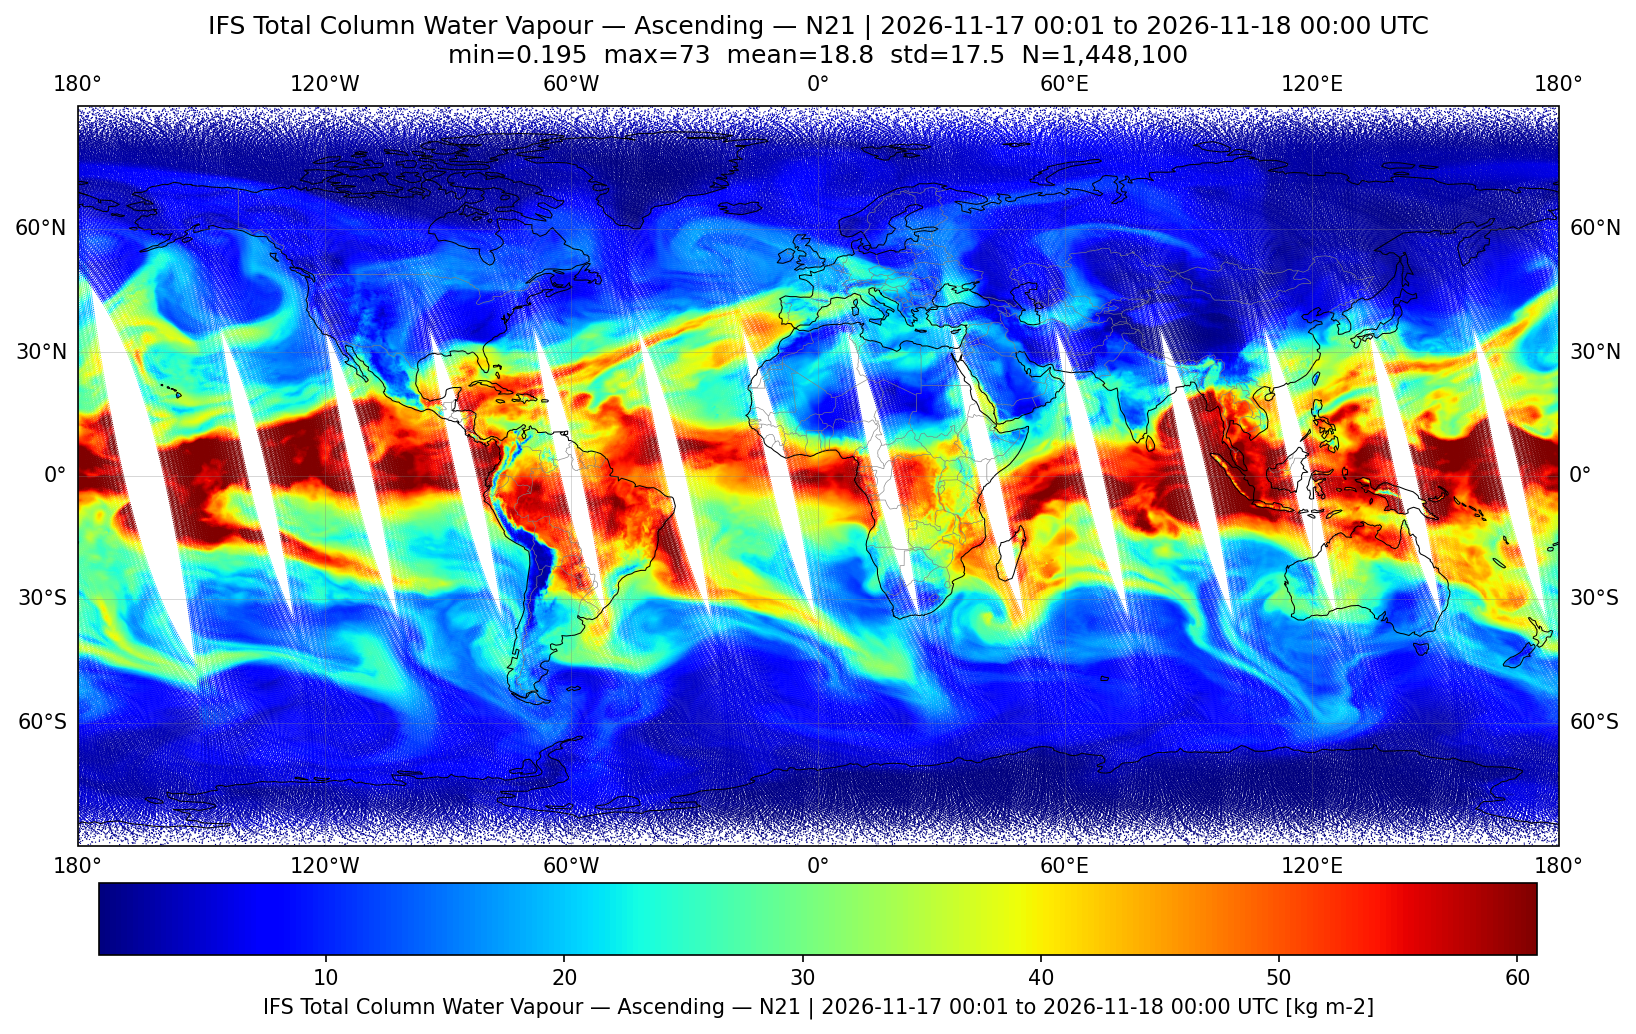 IFS Total Column Water Vapour — Ascending — N21 | 2026-11-17 00:01 to 2026-11-18 00:00 UTC
min=0.195  max=73  mean=18.8  std=17.5  N=1,448,100
180° 120°W 60°W 0° 60°E 120°E 180°
60°N 60°N
30°N 30°N
0° 0°
30°S 30°S
60°S 60°S
180° 120°W 60°W 0° 60°E 120°E 180°
10 20 30 40 50 60
IFS Total Column Water Vapour — Ascending — N21 | 2026-11-17 00:01 to 2026-11-18 00:00 UTC [kg m-2]